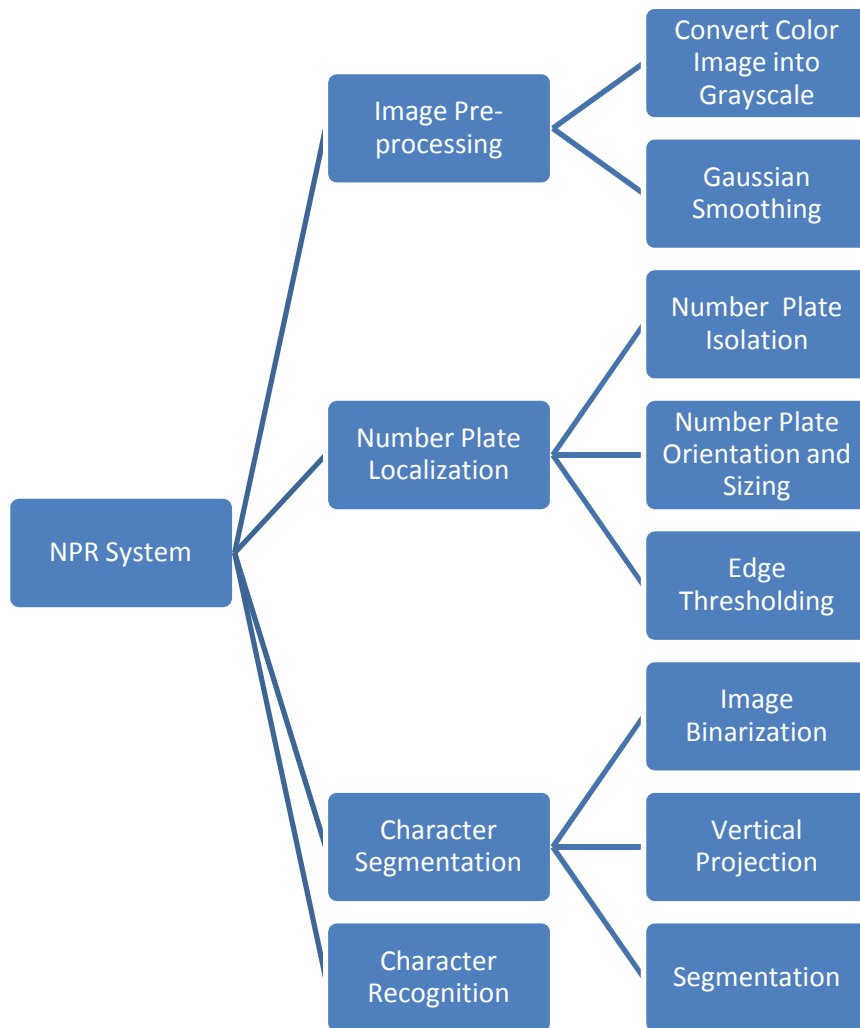 NPR System
Image Pre-
processing
Convert Color
Image into
Grayscale
Gaussian
Smoothing
Number Plate
Localization
Number Plate
Isolation
Number Plate
Orientation and
Sizing
Edge
Thresholding
Character
Segmentation
Image
Binarization
Vertical
Projection
Segmentation
Character
Recognition